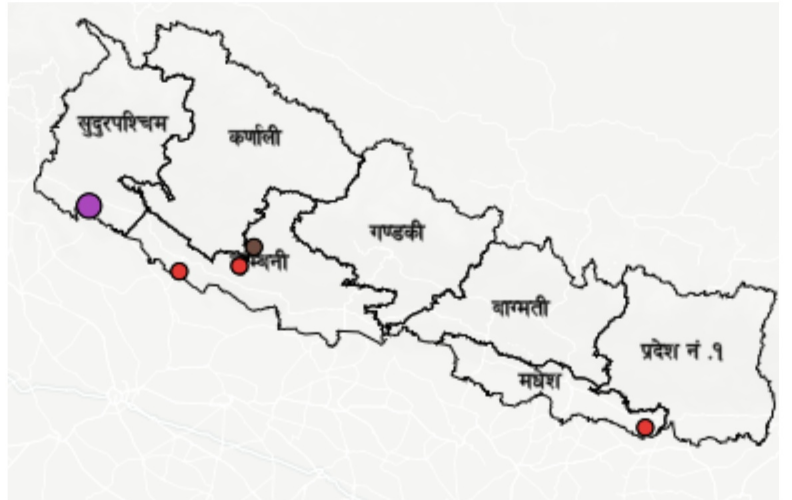 सुदुरपश्चिम
कर्णाली
गण्डकी
बाग्मती
प्रदेश नं .१
मधेश